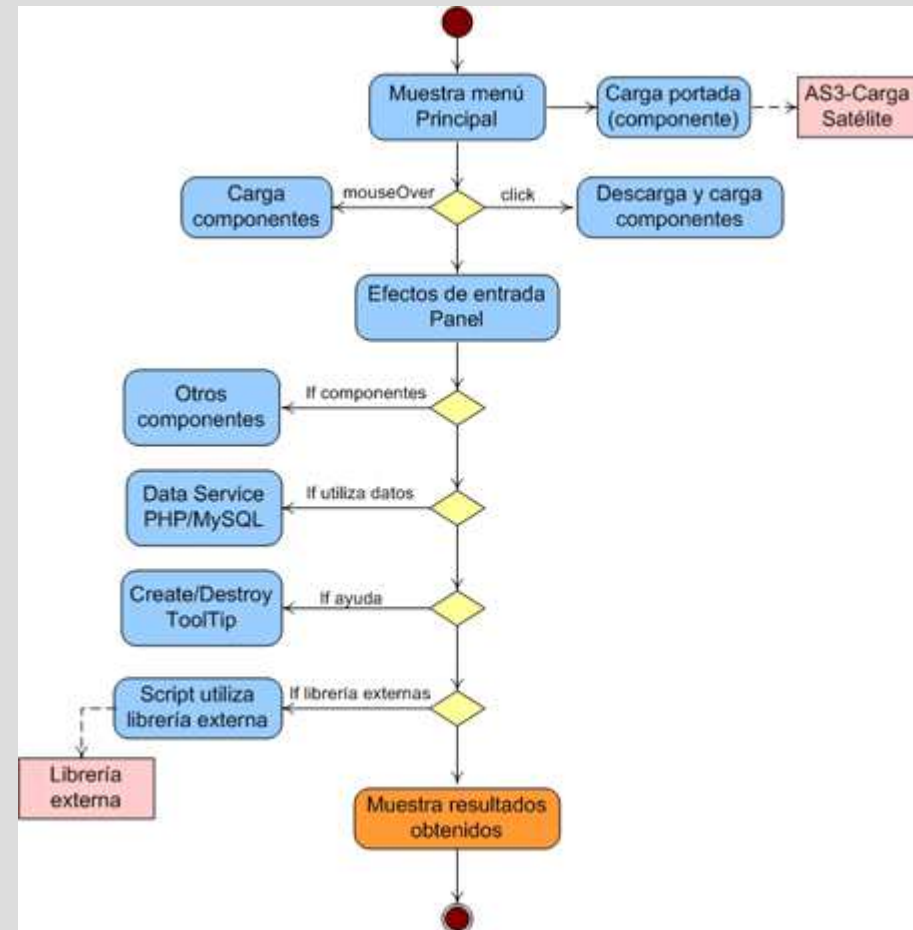 Muestra menú
Principal
Carga portada
(componente)
AS3-Carga
Satélite
Carga
componentes
mouseOver
click
Descarga y carga
componentes
Efectos de entrada
Panel
Otros
componentes
If componentes
Data Service
PHP/MySQL
If utiliza datos
Create/Destroy
ToolTip
If ayuda
Script utiliza
librería externa
If librería externas
Librería
externa
Muestra resultados
obtenidos